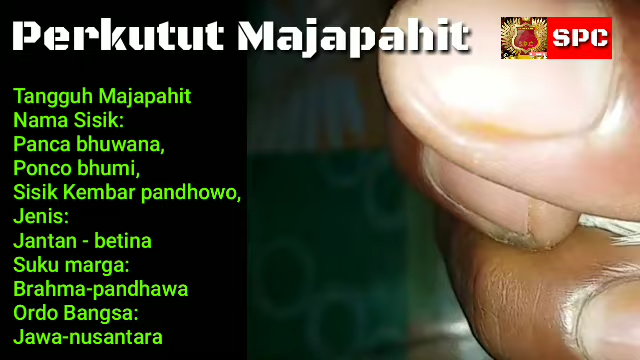 Perkutut Majapahit
SPC
Tangguh Majapahit
Nama Sisik:
Panca bhuwana,
Ponco bhumi,
Sisik Kembar pandhowo,
Jenis:
Jantan - betina
Suku marga:
Brahma-pandhawa
Ordo Bangsa:
Jawa-nusantara